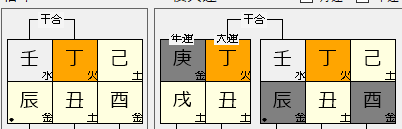 干合
干合
年運 大運
壬水 丁火 己土
庚金 丁火
壬水 丁火 己土
辰金 丑土 酉金
戌土 丑土
辰金 丑土 酉金